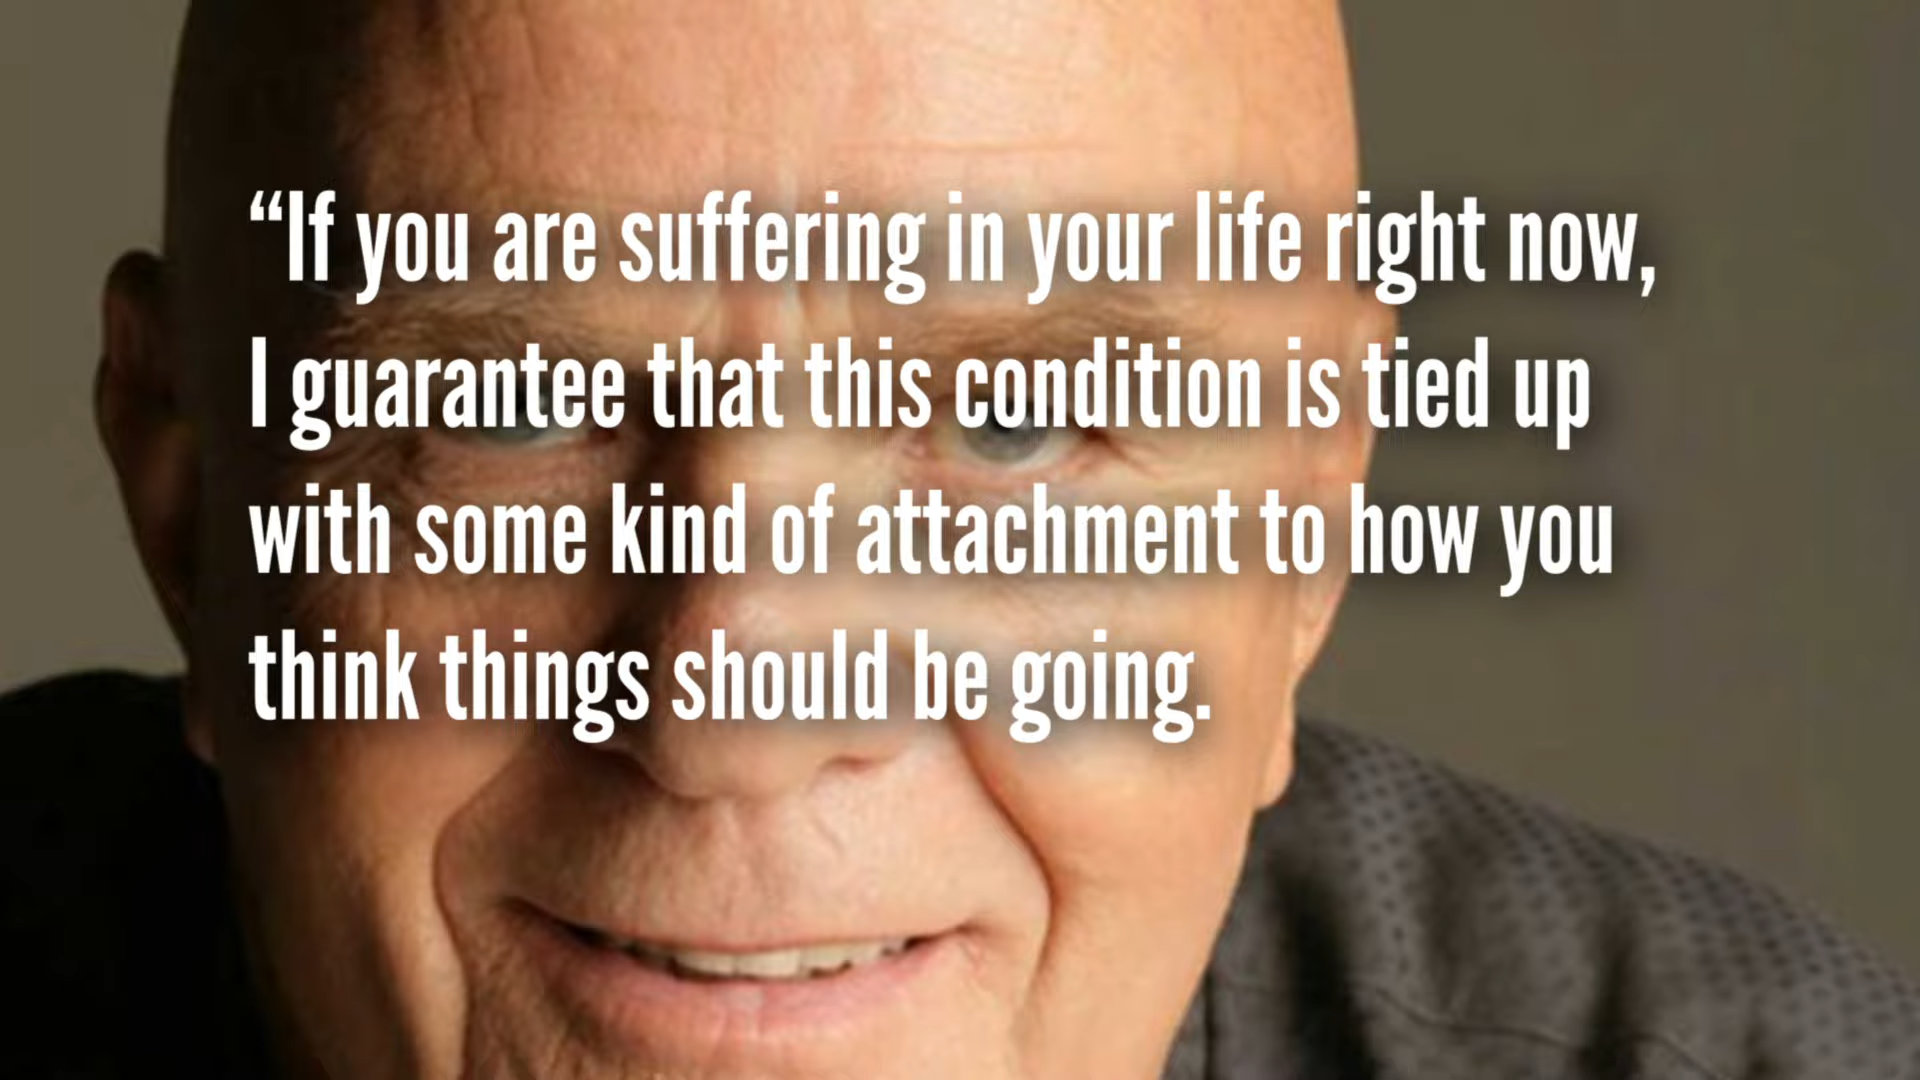 “If you are suffering in your life right now,
I guarantee that this condition is tied up
with some kind of attachment to how you
think things should be going.